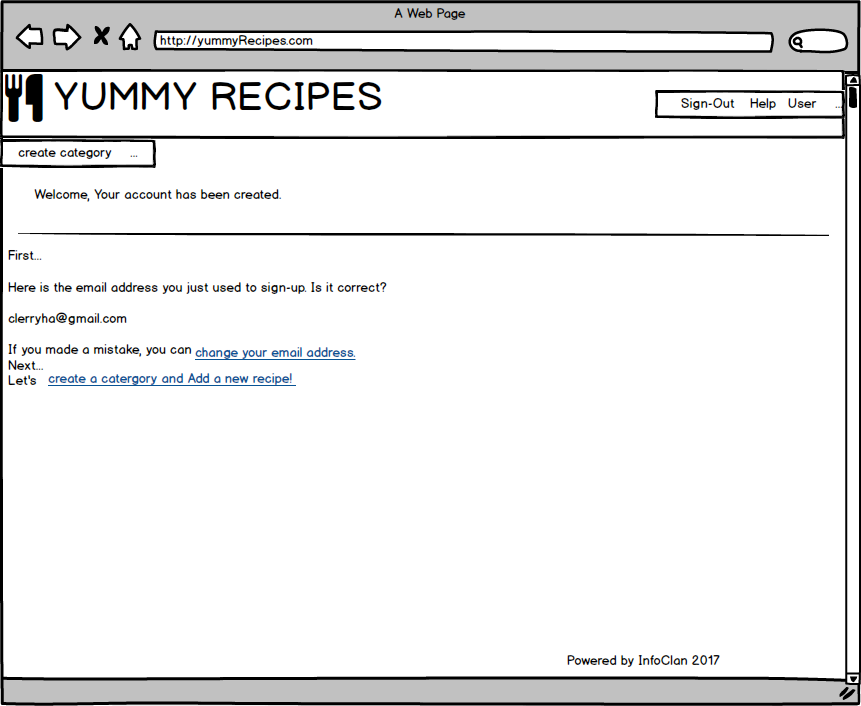 A Web Page
http://yummyRecipes.com
YUMMY RECIPES
Sign-Out Help User ...
create category ...
Welcome, Your account has been created.
First...
Here is the email address you just used to sign-up. Is it correct?
clerryha@gmail.com
If you made a mistake, you can change your email address.
Next...
Let's create a catergory and Add a new recipe!
Powered by InfoClan 2017